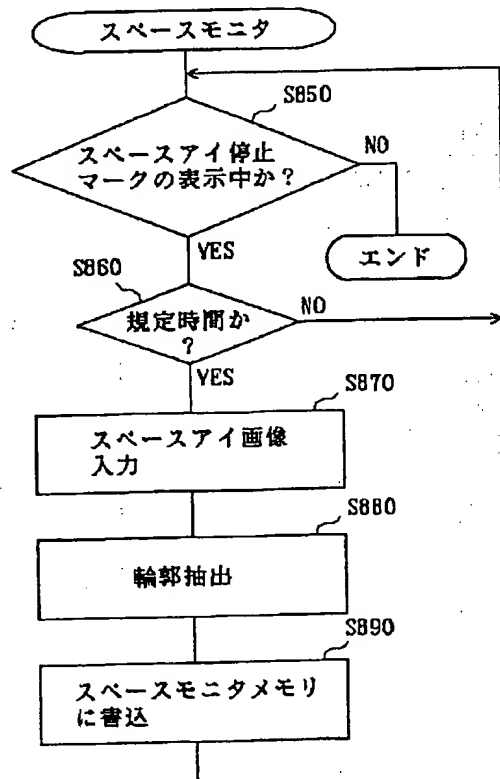 スペースモニタ
S850
スペースアイ停止
マークの表示中か?
NO
YES
エンド
S860
規定時間か
?
NO
YES
S870
スペースアイ画像
入力
S880
輪郭抽出
S890
スペースモニタメモリ
に書込